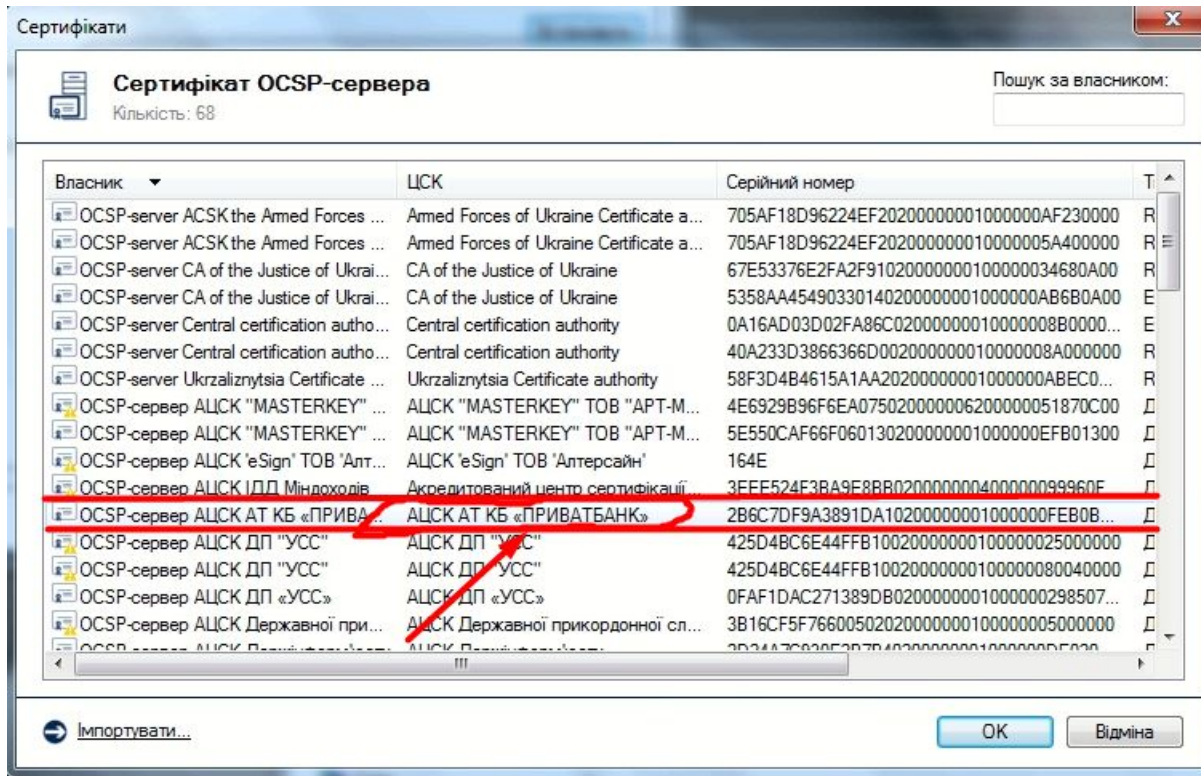 Сертифікати
Сертифікат OCSP-сервера
Кількість: 68
Пошук за власником:
Власник ЦСК Серійний номер
OCSP-server ACSK the Armed Forces ... Armed Forces of Ukraine Certificate a... 705AF18D96224EF20200000001000000AF230000 R
OCSP-server ACSK the Armed Forces ... Armed Forces of Ukraine Certificate a... 705AF18D96224EF202000000010000005A400000 R
OCSP-server CA of the Justice of Ukrai... CA of the Justice of Ukraine 67E53376E2FA2F91020000000100000034680A00 R
OCSP-server CA of the Justice of Ukrai... CA of the Justice of Ukraine 5358AA45490330140200000001000000AB6B0A00 E
OCSP-server Central certification autho... Central certification authority 0A16AD03D02FA86C02000000010000008B0000... E
OCSP-server Central certification autho... Central certification authority 40A233D3866366D002000000010000008A000000 R
OCSP-server Ukrzaliznytsia Certificate ... Ukrzaliznytsia Certificate authority 58F3D4B4615A1AA20200000001000000ABEC0... R
OCSP-сервер АЦСК "MASTERKEY" ... АЦСК "MASTERKEY" ТОВ "АРТ-М... 4E6929B96F6EA075020000006200000051870C00 Д
OCSP-сервер АЦСК "MASTERKEY" ... АЦСК "MASTERKEY" ТОВ "АРТ-М... 5E550CAF66F060130200000001000000EFB01300 Д
OCSP-сервер АЦСК 'eSign' ТОВ 'Алт... АЦСК 'eSign' ТОВ 'Алтерсайн' 164E Д
OCSP-сервер АЦСК ІДД Міндоходів Акредитований центр сертифікації...
OCSP-сервер АЦСК АТ КБ «ПРИВА... АЦСК АТ КБ «ПРИВАТБАНК» 2B6C7DF9A3891DA10200000001000000FEB0B... Д
OCSP-сервер АЦСК ДП "УСС" АЦСК ДП "УСС" 425D4BC6E44FFB10020000000100000025000000 Д
OCSP-сервер АЦСК ДП "УСС" АЦСК ДП "УСС" 425D4BC6E44FFB10020000000100000080040000 Д
OCSP-сервер АЦСК ДП «УСС» АЦСК ДП «УСС» 0FAF1DAC271389DB0200000001000000298507... Д
OCSP-сервер АЦСК Державної при... АЦСК Державної прикордонної сл... 3B16CF5F76600502020000000100000005000000 Д
Імпортувати...
OK Відміна